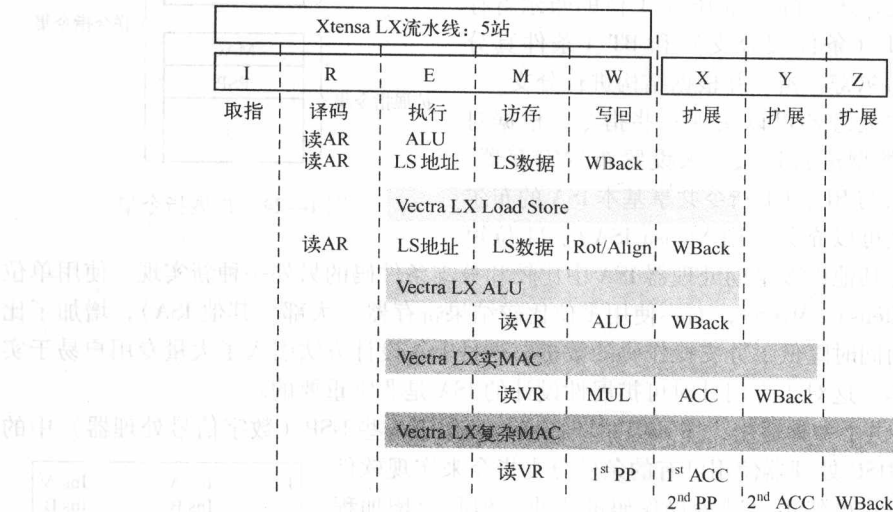 Xtensa LX流水线：5站
I R E M W X Y Z
取指 译码 执行 访存 写回 扩展 扩展 扩展
读AR ALU
读AR LS 地址 LS数据 WBack
Vectra LX Load Store
读AR LS地址 LS数据 Rot/Align WBack
Vectra LX ALU
读VR ALU WBack
Vectra LX实MAC
读VR MUL ACC WBack
Vectra LX复杂MAC
读VR 1st PP 1st ACC
2nd PP 2nd ACC WBack